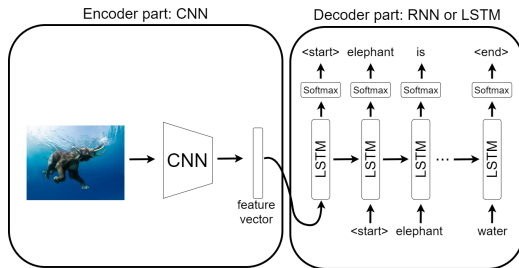 Encoder part: CNN
Decoder part: RNN or LSTM
<start> elephant is <end>
Softmax Softmax Softmax Softmax
CNN
LSTM LSTM LSTM ... LSTM
feature
vector
<start> elephant water